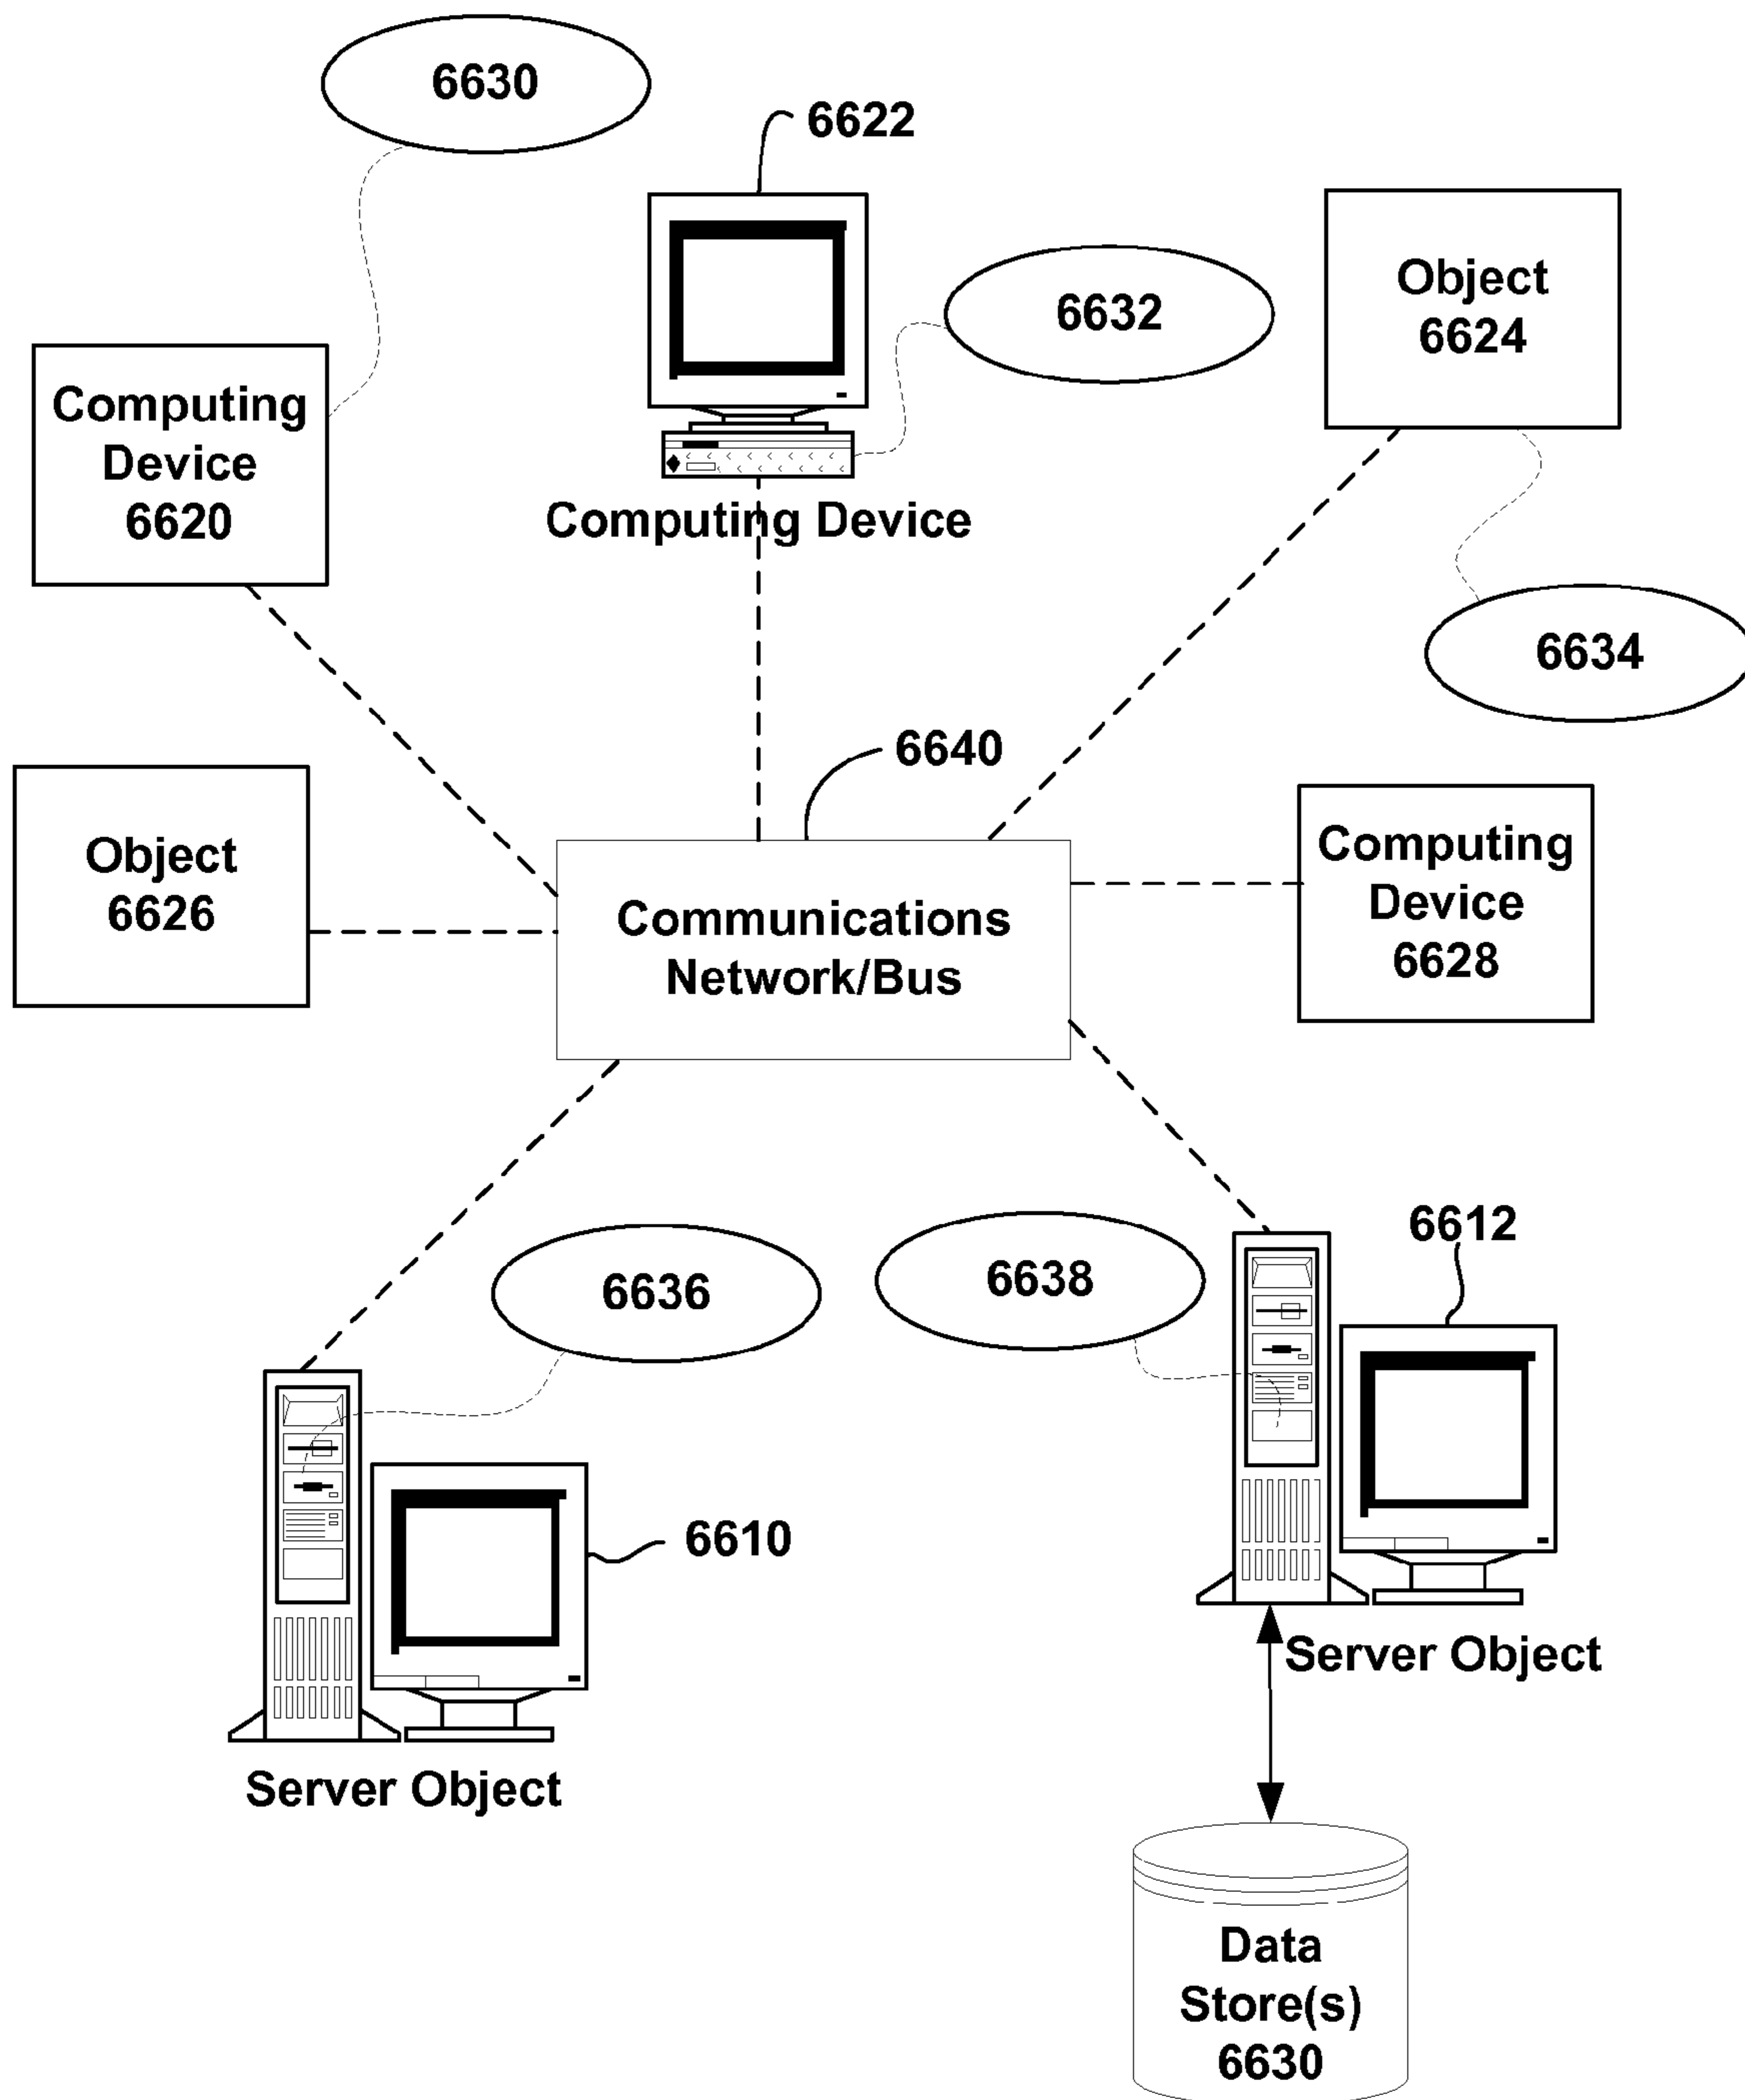 6630
6622
6632
Object
6624
Computing
Device
6620
Computing Device
6634
6640
Object
6626
Communications
Network/Bus
Computing
Device
6628
6636
6638
6612
6610
Server Object
Server Object
Data
Store(s)
6630